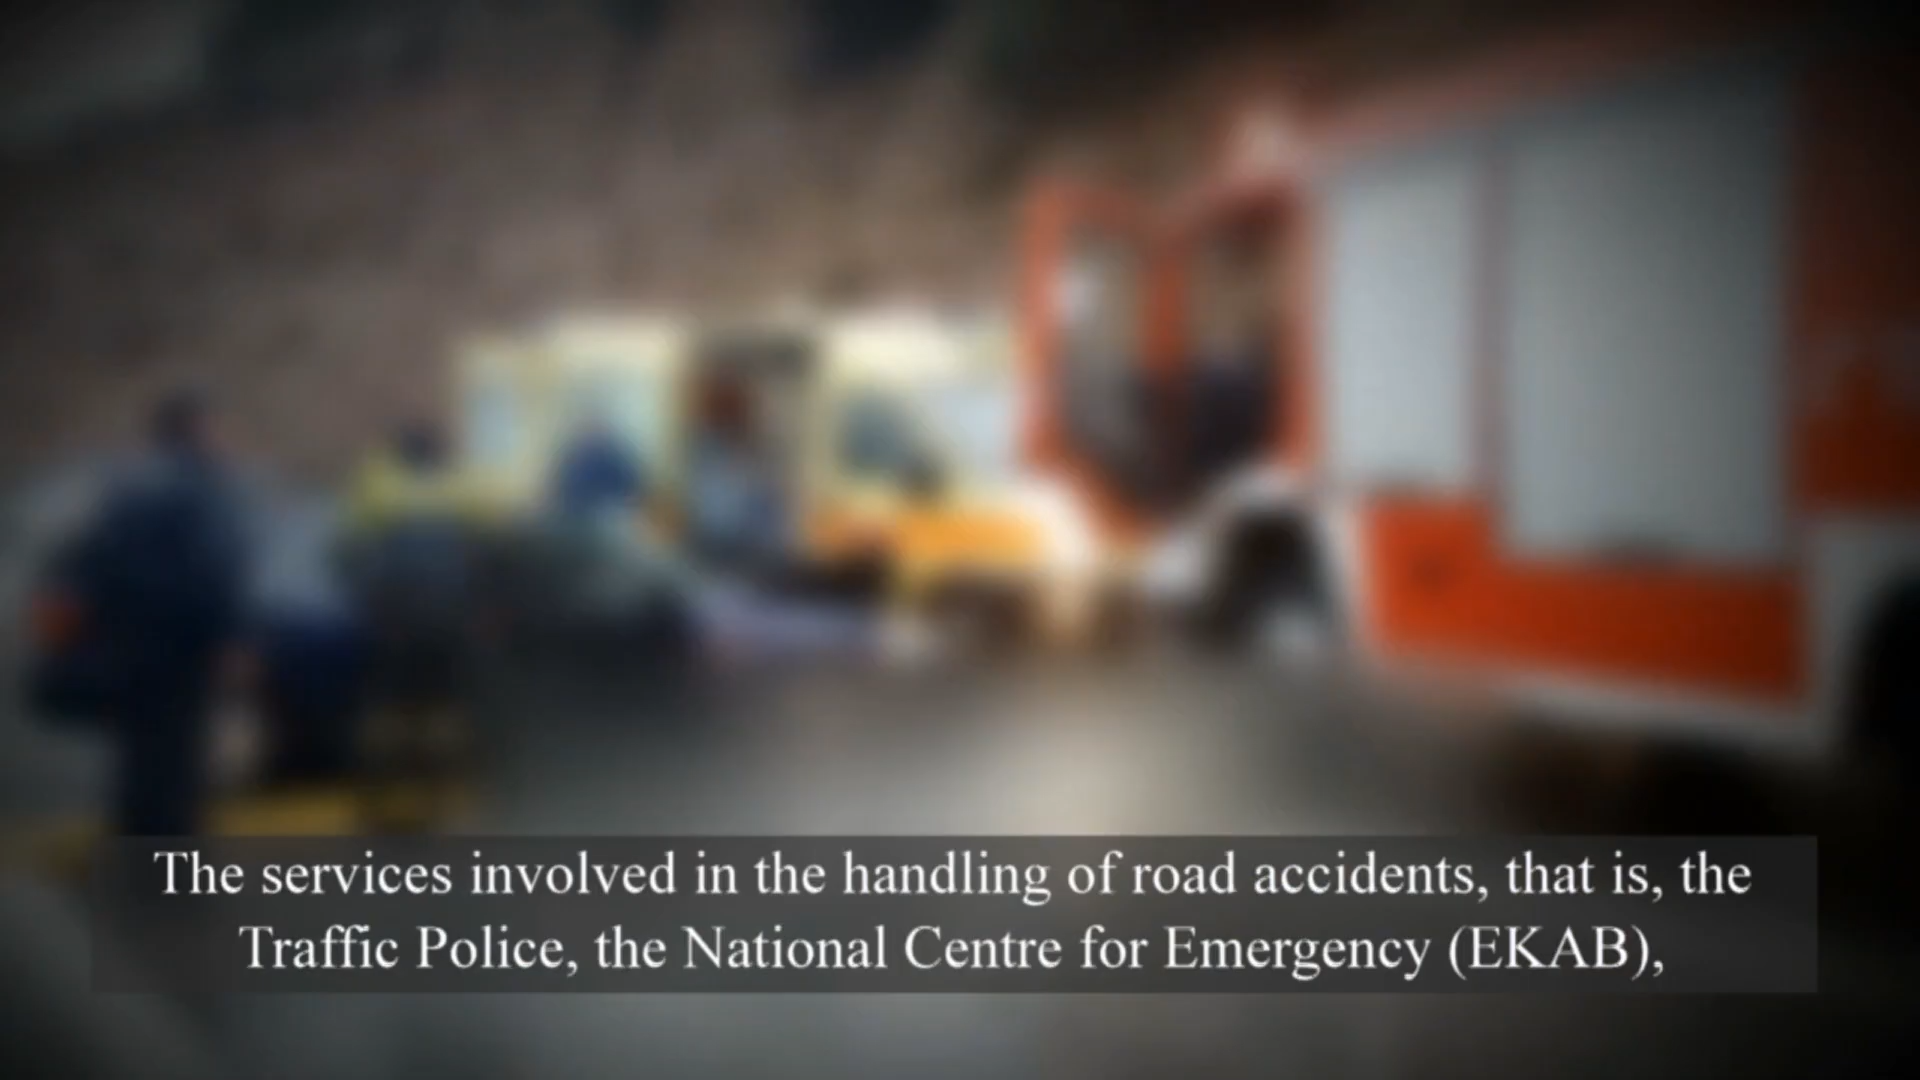 The services involved in the handling of road accidents, that is, the
Traffic Police, the National Centre for Emergency (EKAB),